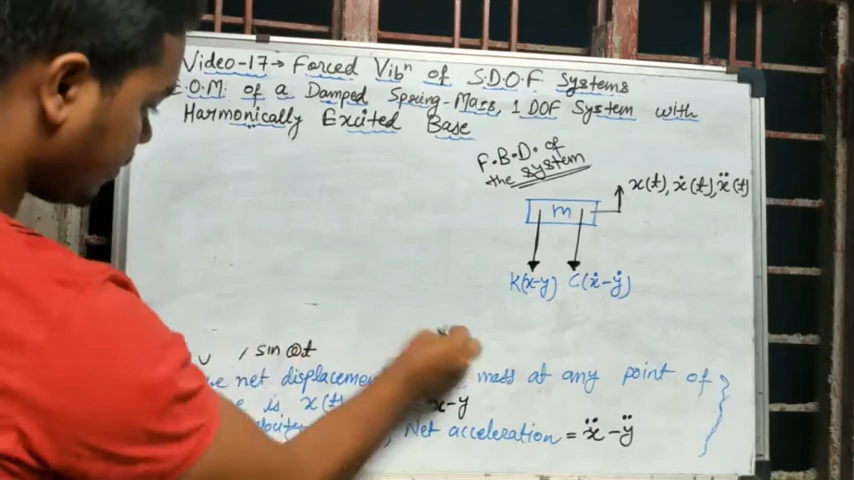 Video-17→ Forced Vibⁿ of S.D.O.F Systems
E.O.M. of a Damped Spring-Mass, 1 DOF System with
Harmonically Excited Base
F.B.D. of
the system
x(t), ẋ(t), ẍ(t)
m
K(x-y) C(ẋ-ẏ)
sin ωt
net displacement mass at any point of
is x(t) x-y
Net acceleration = ẍ-ÿ